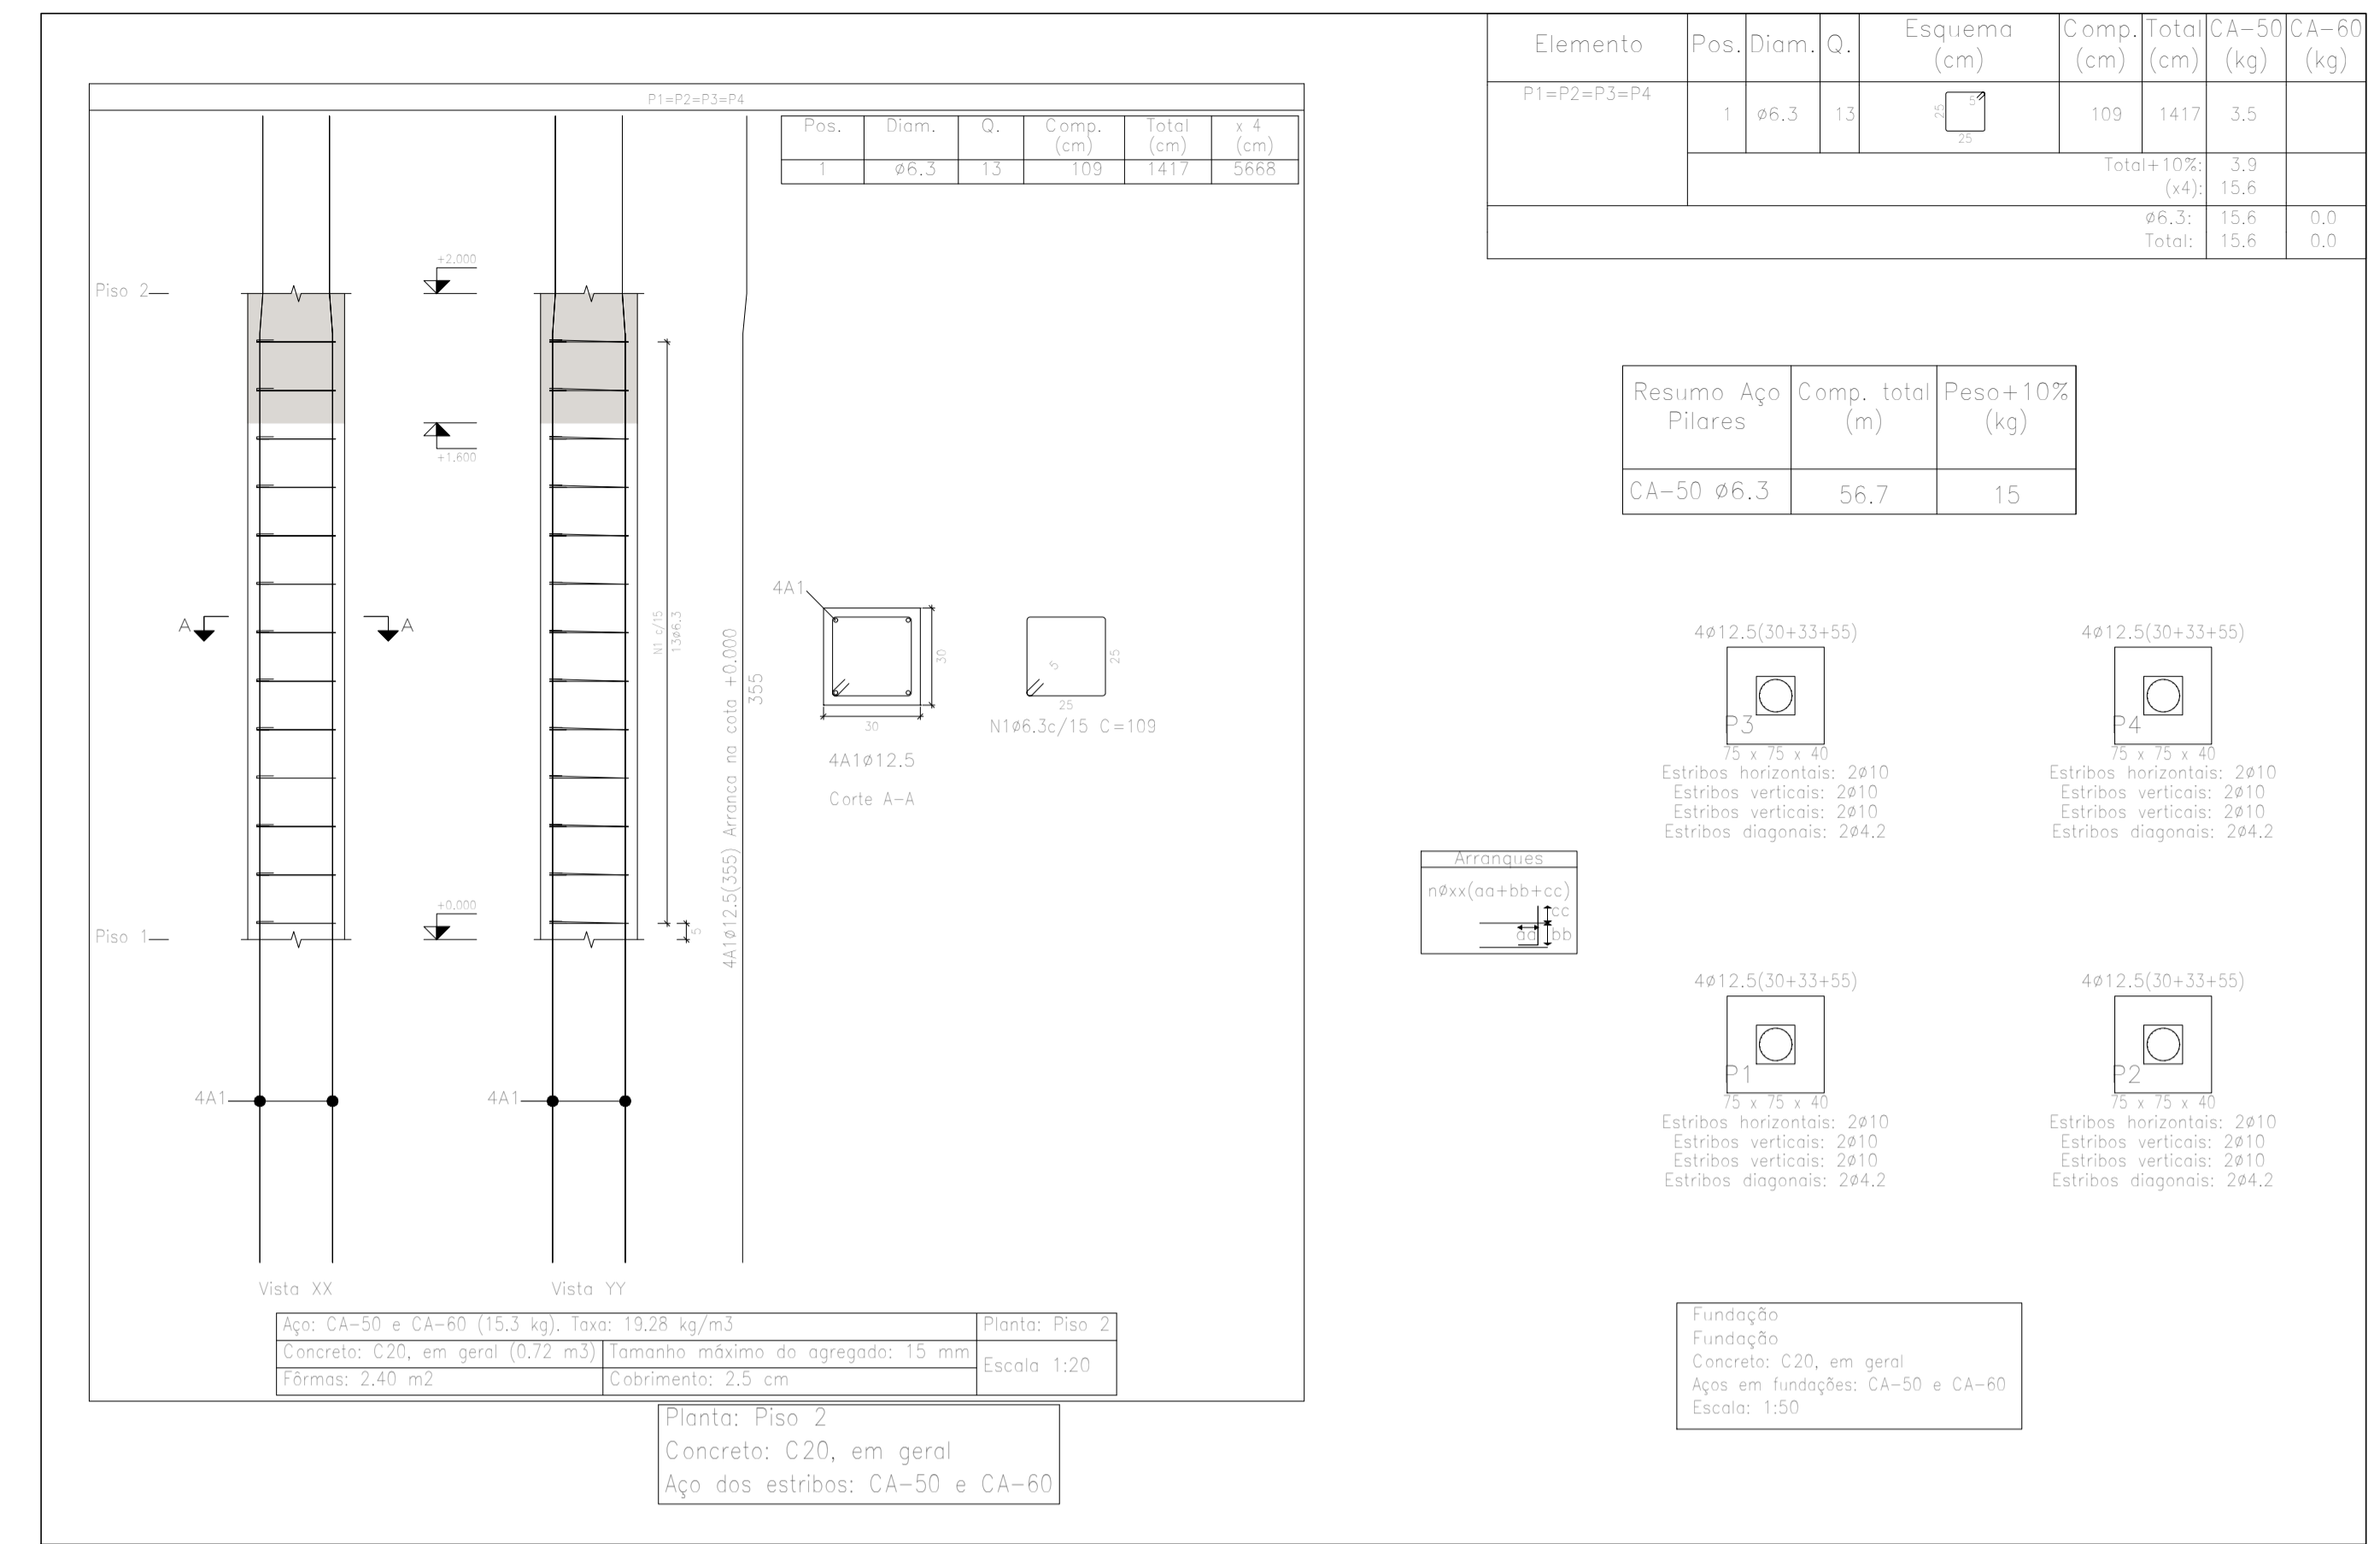 P1=P2=P3=P4
Pos. Diam. Q. Comp. (cm) Total (cm) x 4 (cm)
1 ø6.3 13 109 1417 5668
Piso 2
+2.000
+1.600
A A
N1 c/15
13ø6.3
4A1ø12.5(355) Arranca na cota +0.000
355
4A1
30
30
4A1ø12.5
Corte A-A
25
5
25
N1ø6.3c/15 C=109
Piso 1
+0.000
5
4A1
4A1
Vista XX
Vista YY
Aço: CA-50 e CA-60 (15.3 kg). Taxa: 19.28 kg/m3
Planta: Piso 2
Concreto: C20, em geral (0.72 m3)
Tamanho máximo do agregado: 15 mm
Escala 1:20
Fôrmas: 2.40 m2
Cobrimento: 2.5 cm
Planta: Piso 2
Concreto: C20, em geral
Aço dos estribos: CA-50 e CA-60
Elemento Pos. Diam. Q. Esquema (cm) Comp. (cm) Total (cm) CA-50 (kg) CA-60 (kg)
P1=P2=P3=P4
1 ø6.3 13 25 5 25 109 1417 3.5
Total+10%: 3.9
(x4): 15.6
ø6.3: 15.6 0.0
Total: 15.6 0.0
Resumo Aço Comp. total Peso+10%
Pilares (m) (kg)
CA-50 ø6.3 56.7 15
4ø12.5(30+33+55)
P3
75 x 75 x 40
Estribos horizontais: 2ø10
Estribos verticais: 2ø10
Estribos verticais: 2ø10
Estribos diagonais: 2ø4.2
4ø12.5(30+33+55)
P4
75 x 75 x 40
Estribos horizontais: 2ø10
Estribos verticais: 2ø10
Estribos verticais: 2ø10
Estribos diagonais: 2ø4.2
Arranques
nØxx(aa+bb+cc)
cc
aa bb
4ø12.5(30+33+55)
P1
75 x 75 x 40
Estribos horizontais: 2ø10
Estribos verticais: 2ø10
Estribos verticais: 2ø10
Estribos diagonais: 2ø4.2
4ø12.5(30+33+55)
P2
75 x 75 x 40
Estribos horizontais: 2ø10
Estribos verticais: 2ø10
Estribos verticais: 2ø10
Estribos diagonais: 2ø4.2
Fundação
Fundação
Concreto: C20, em geral
Aços em fundações: CA-50 e CA-60
Escala: 1:50